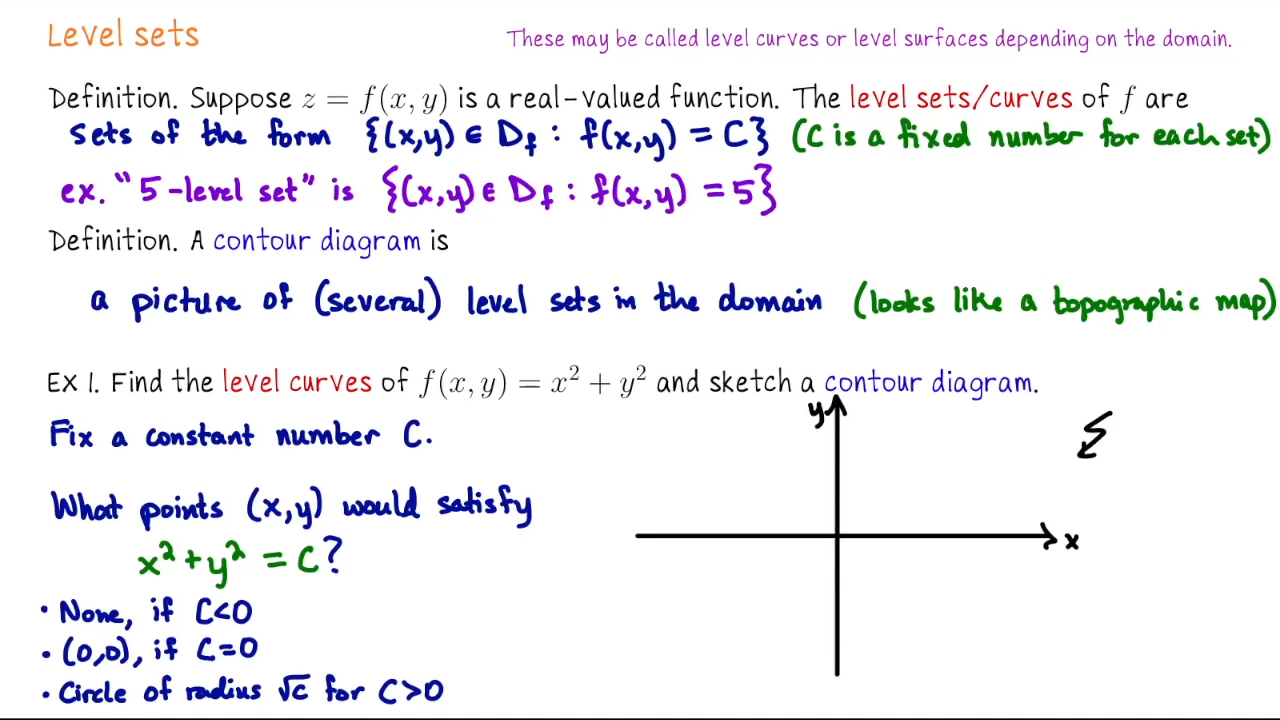 Level sets
These may be called level curves or level surfaces depending on the domain.
Definition. Suppose z = f(x, y) is a real-valued function. The level sets/curves of f are
sets of the form {(x,y) ∈ D_f : f(x,y) = C} (C is a fixed number for each set)
ex. "5-level set" is {(x,y) ∈ D_f : f(x,y) = 5}
Definition. A contour diagram is
a picture of (several) level sets in the domain (looks like a topographic map)
Ex 1. Find the level curves of f(x, y) = x² + y² and sketch a contour diagram.
y
Fix a constant number C.
What points (x,y) would satisfy
x
x² + y² = C?
• None, if C<0
• (0,0), if C=0
• Circle of radius √C for C>0